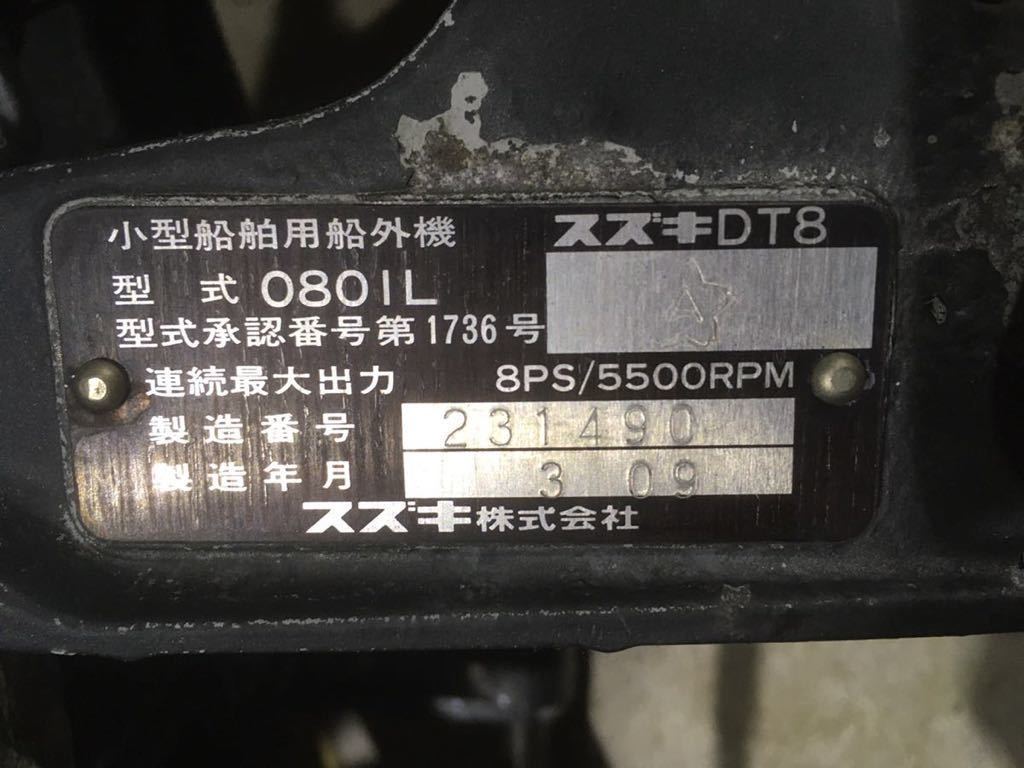 小型船舶用船外機 スズキDT8
型式 0801L
型式承認番号第1736号
連続最大出力 8PS/5500RPM
製造番号 231490
製造年月 3 09
スズキ株式会社